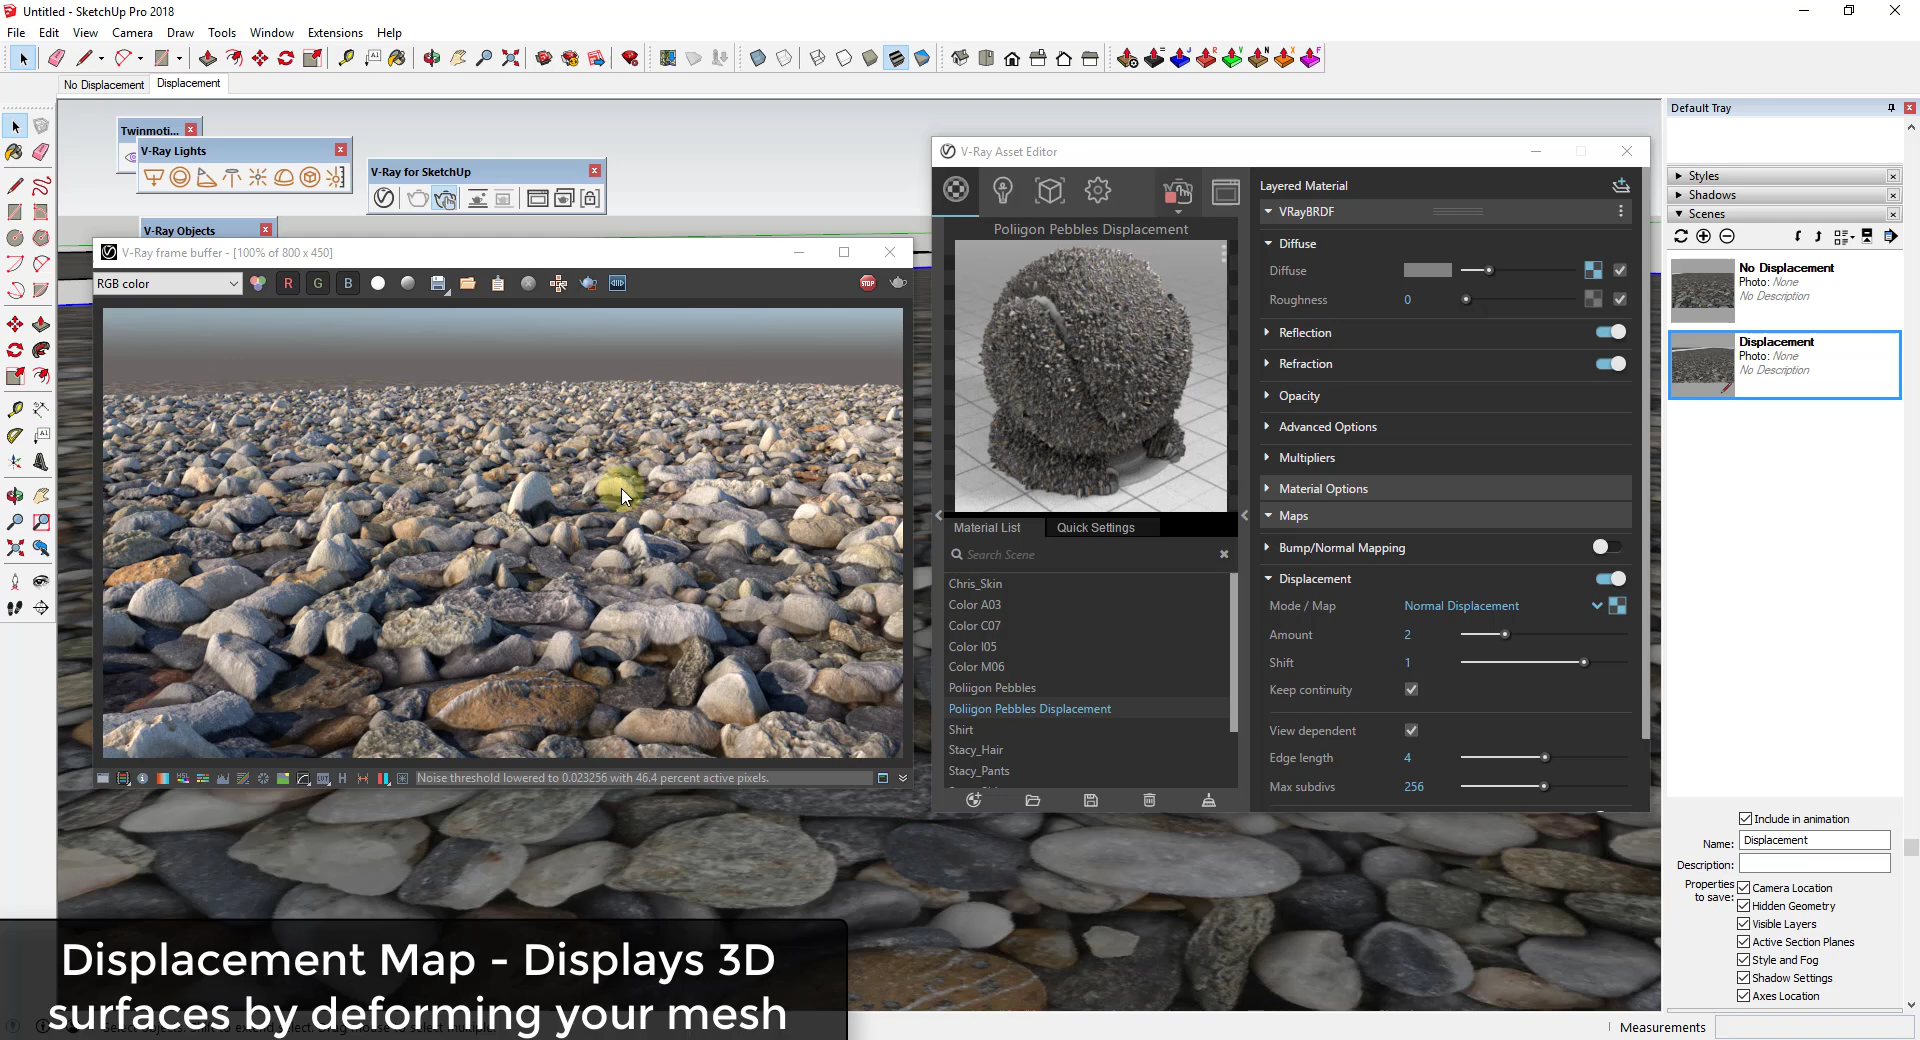 Untitled - SketchUp Pro 2018
File Edit View Camera Draw Tools Window Extensions Help
No Displacement Displacement
Twinmoti...
V-Ray Lights
V-Ray for SketchUp
V-Ray Objects
V-Ray frame buffer - [100% of 800 x 450]
RGB color
R G B
STOP
Noise threshold lowered to 0.023256 with 46.4 percent active pixels.
V-Ray Asset Editor
Poliigon Pebbles Displacement
Material List Quick Settings
Search Scene
Chris_Skin
Color A03
Color C07
Color I05
Color M06
Poliigon Pebbles
Poliigon Pebbles Displacement
Shirt
Stacy_Hair
Stacy_Pants
Layered Material
VRayBRDF
Diffuse
Diffuse
Roughness 0
Reflection
Refraction
Opacity
Advanced Options
Multipliers
Material Options
Maps
Bump/Normal Mapping
Displacement
Mode / Map Normal Displacement
Amount 2
Shift 1
Keep continuity
View dependent
Edge length 4
Max subdivs 256
Default Tray
Styles
Shadows
Scenes
No Displacement
Photo: None
No Description
Displacement
Photo: None
No Description
Include in animation
Name: Displacement
Description:
Properties to save:
Camera Location
Hidden Geometry
Visible Layers
Active Section Planes
Style and Fog
Shadow Settings
Axes Location
Measurements
Displacement Map - Displays 3D
surfaces by deforming your mesh